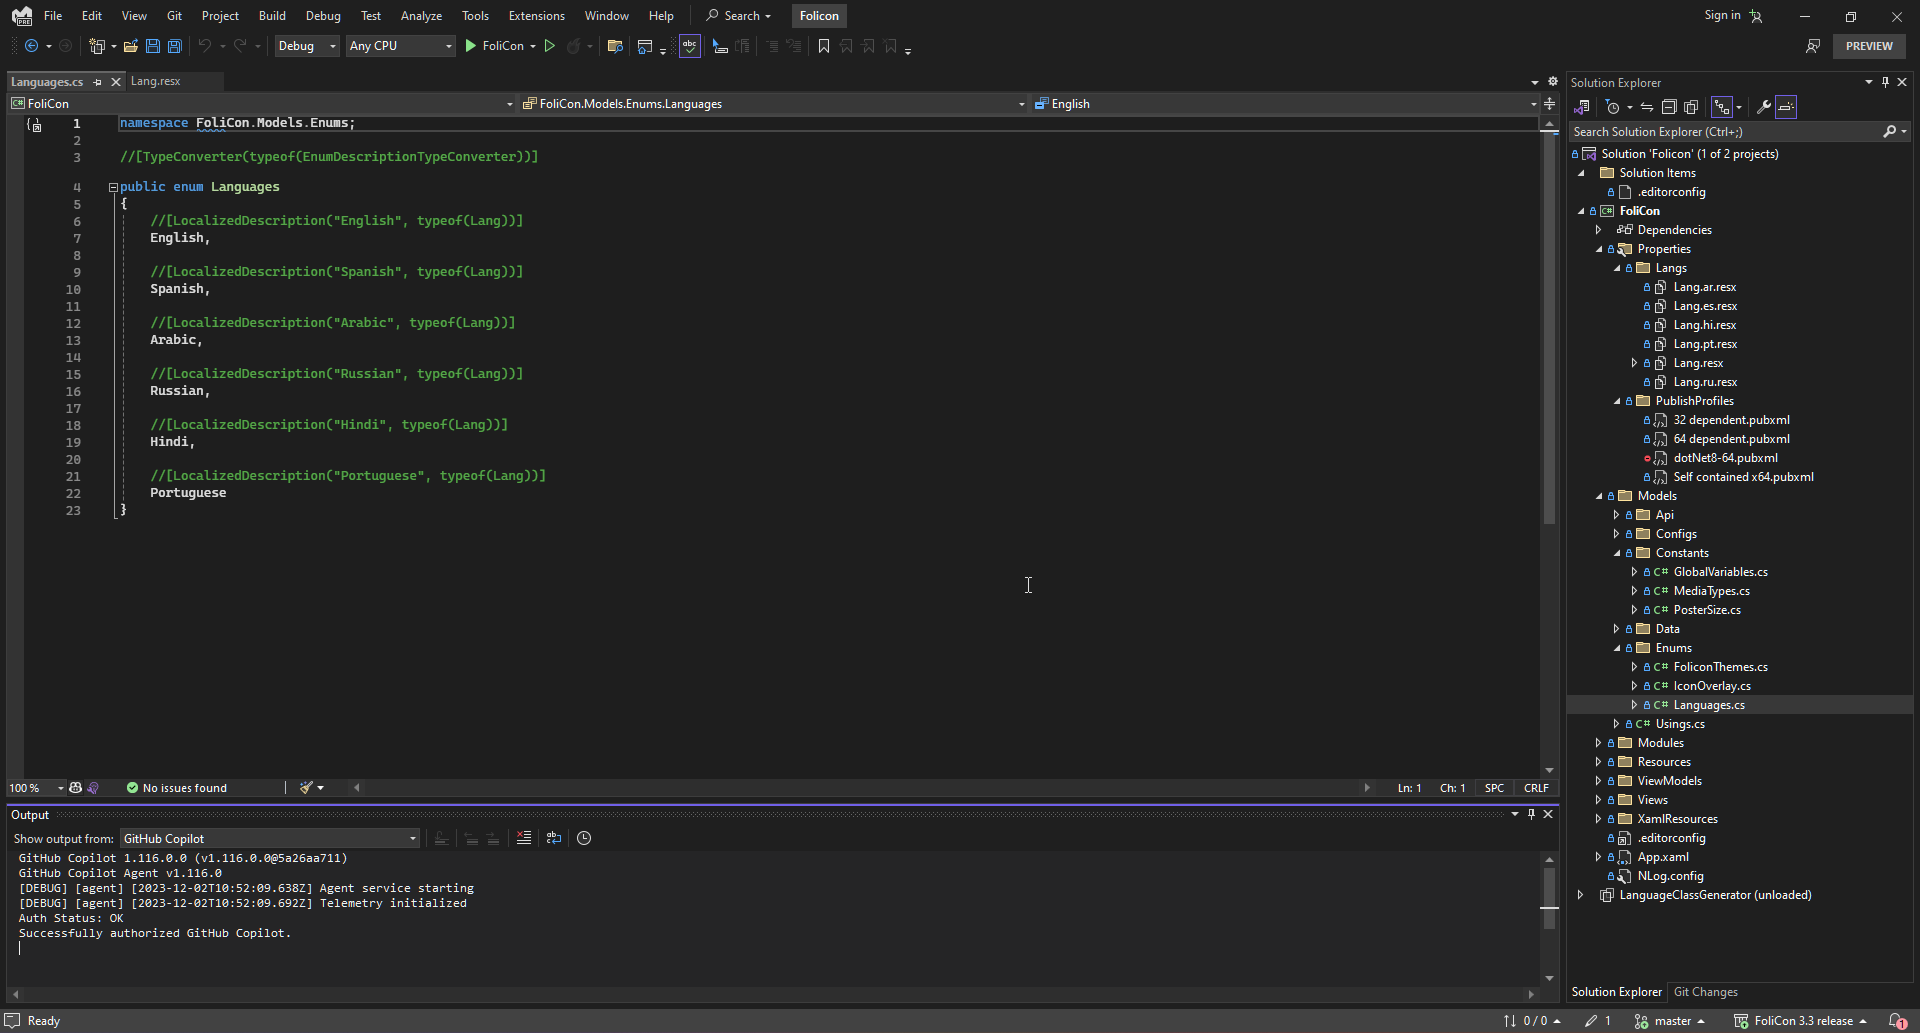 File Edit View Git Project Build Debug Test Analyze Tools Extensions Window Help Search Folicon Sign in
PRE
Debug Any CPU FoliCon abc PREVIEW
Languages.cs Lang.resx
C# FoliCon FoliCon.Models.Enums.Languages English
1 namespace FoliCon.Models.Enums;
2
3 //[TypeConverter(typeof(EnumDescriptionTypeConverter))]
4 public enum Languages
5 {
6 //[LocalizedDescription("English", typeof(Lang))]
7 English,
8
9 //[LocalizedDescription("Spanish", typeof(Lang))]
10 Spanish,
11
12 //[LocalizedDescription("Arabic", typeof(Lang))]
13 Arabic,
14
15 //[LocalizedDescription("Russian", typeof(Lang))]
16 Russian,
17
18 //[LocalizedDescription("Hindi", typeof(Lang))]
19 Hindi,
20
21 //[LocalizedDescription("Portuguese", typeof(Lang))]
22 Portuguese
23 }
100 % No issues found Ln: 1 Ch: 1 SPC CRLF
Output
Show output from: GitHub Copilot
GitHub Copilot 1.116.0.0 (v1.116.0.0@5a26aa711)
GitHub Copilot Agent v1.116.0
[DEBUG] [agent] [2023-12-02T10:52:09.638Z] Agent service starting
[DEBUG] [agent] [2023-12-02T10:52:09.692Z] Telemetry initialized
Auth Status: OK
Successfully authorized GitHub Copilot.
Solution Explorer
Search Solution Explorer (Ctrl+;)
Solution 'Folicon' (1 of 2 projects)
Solution Items
.editorconfig
C# FoliCon
Dependencies
Properties
Langs
Lang.ar.resx
Lang.es.resx
Lang.hi.resx
Lang.pt.resx
Lang.resx
Lang.ru.resx
PublishProfiles
32 dependent.pubxml
64 dependent.pubxml
dotNet8-64.pubxml
Self contained x64.pubxml
Models
Api
Configs
Constants
C# GlobalVariables.cs
C# MediaTypes.cs
C# PosterSize.cs
Data
Enums
C# FoliconThemes.cs
C# IconOverlay.cs
C# Languages.cs
C# Usings.cs
Modules
Resources
ViewModels
Views
XamlResources
.editorconfig
App.xaml
NLog.config
LanguageClassGenerator (unloaded)
Solution Explorer Git Changes
Ready 0 / 0 1 master FoliCon 3.3 release 1